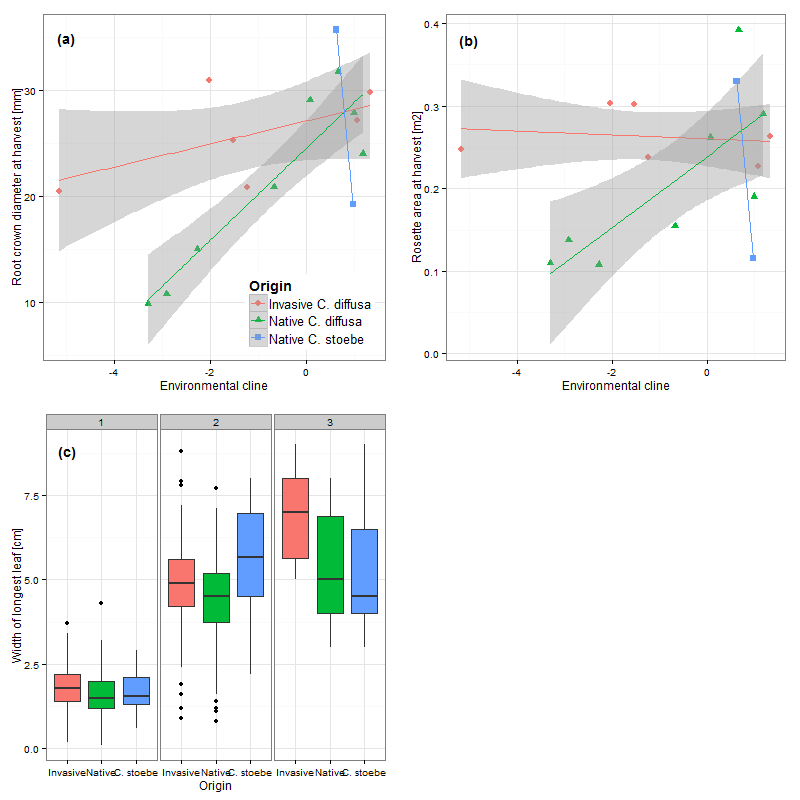 (a)
Root crown diameter at harvest [mm]
30
20
10
-4
-2
0
Environmental cline
Origin
Invasive C. diffusa
Native C. diffusa
Native C. stoebe
(b)
Rosette area at harvest [m2]
0.4
0.3
0.2
0.1
0.0
-4
-2
0
Environmental cline
1
2
3
(c)
Width of longest leaf [cm]
7.5
5.0
2.5
0.0
Invasive Native C. stoebe
Invasive Native C. stoebe
Invasive Native C. stoebe
Origin